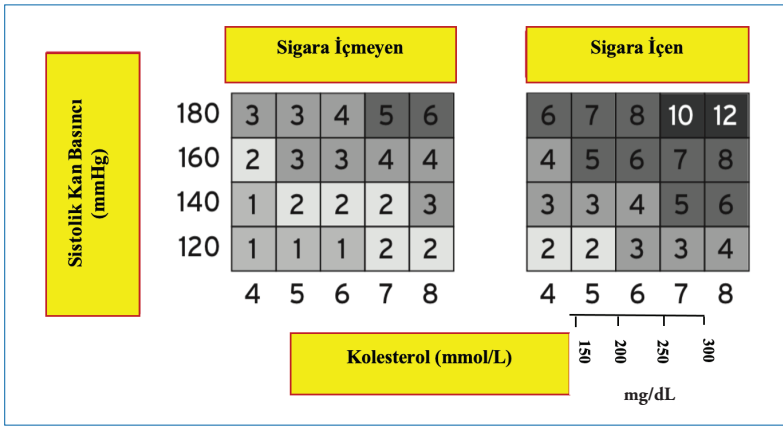 Sigara İçmeyen Sigara İçen
Sistolik Kan Basıncı
(mmHg)
180 3 3 4 5 6 6 7 8 10 12
160 2 3 3 4 4 4 5 6 7 8
140 1 2 2 2 3 3 3 4 5 6
120 1 1 1 2 2 2 2 3 3 4
4 5 6 7 8 4 5 6 7 8
Kolesterol (mmol/L)
150 200 250 300
mg/dL